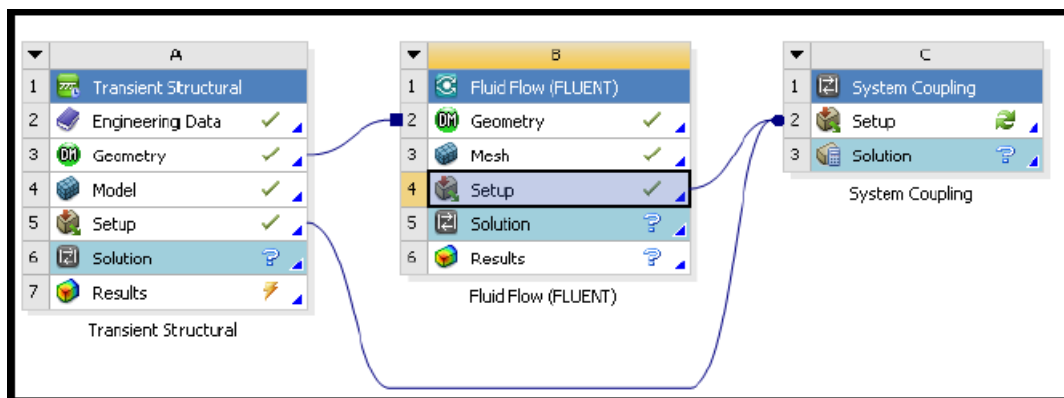 A
1 Transient Structural
2 Engineering Data
3 DM Geometry
4 Model
5 Setup
6 Solution
7 Results
Transient Structural
B
1 Fluid Flow (FLUENT)
2 DM Geometry
3 Mesh
4 Setup
5 Solution
6 Results
Fluid Flow (FLUENT)
C
1 System Coupling
2 Setup
3 Solution
System Coupling